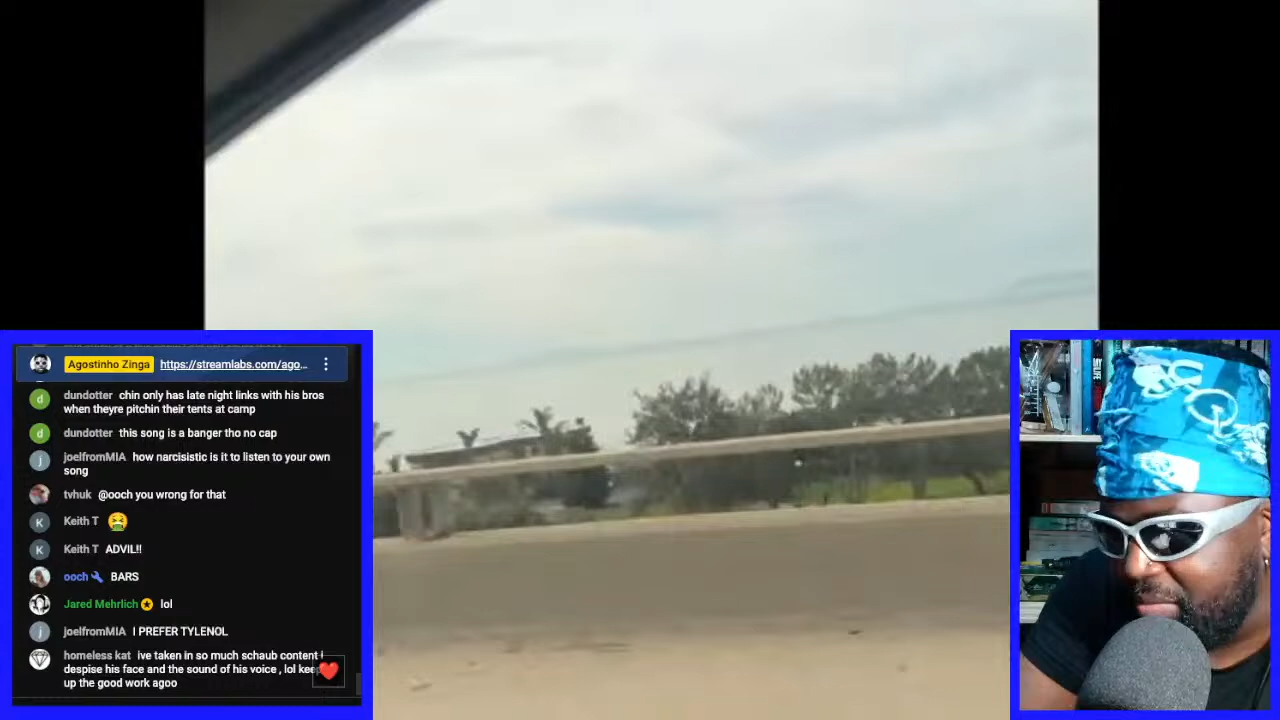 Agostinho Zinga https://streamlabs.com/ago...
dundotter chin only has late night links with his bros
when theyre pitchin their tents at camp
dundotter this song is a banger tho no cap
joelfromMIA how narcisistic is it to listen to your own
song
tvhuk @ooch you wrong for that
Keith T 🤮
Keith T ADVIL!!
ooch BARS
Jared Mehrlich lol
joelfromMIA I PREFER TYLENOL
homeless kat ive taken in so much schaub content i
despise his face and the sound of his voice , lol keep
up the good work agoo